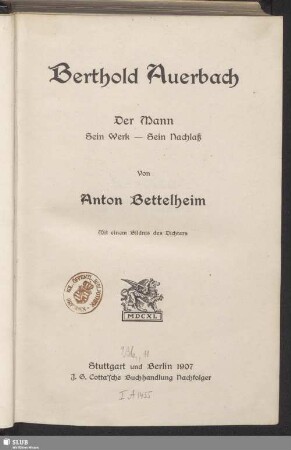 Berthold Auerbach
Der Mann
Sein Werk — Sein Nachlaß
Von
Anton Bettelheim
Mit einem Bildnis des Dichters
MDCXL
Stuttgart und Berlin 1907
J. G. Cotta'sche Buchhandlung Nachfolger